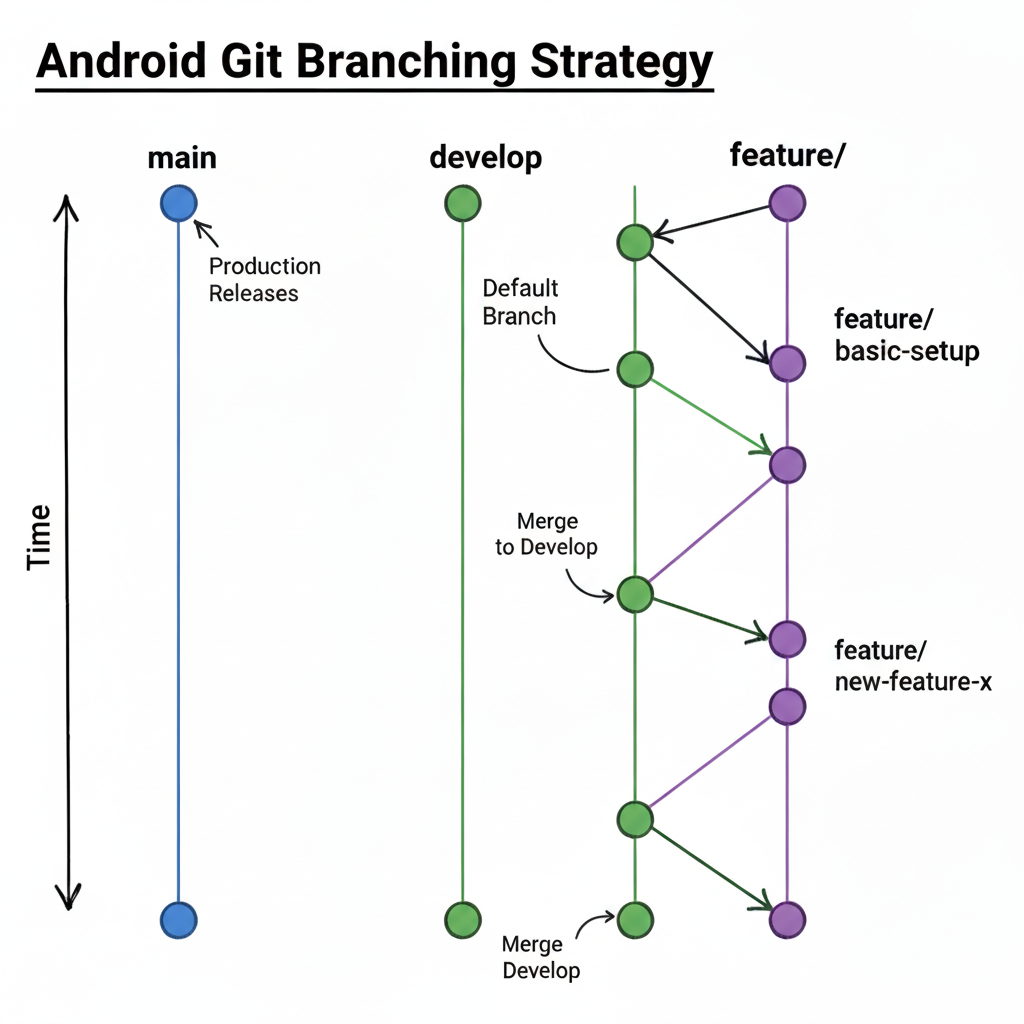 Android Git Branching Strategy
main
develop
feature/
Production
Releases
Default
Branch
feature/
basic-setup
Time
Merge
to Develop
feature/
new-feature-x
Merge
Develop